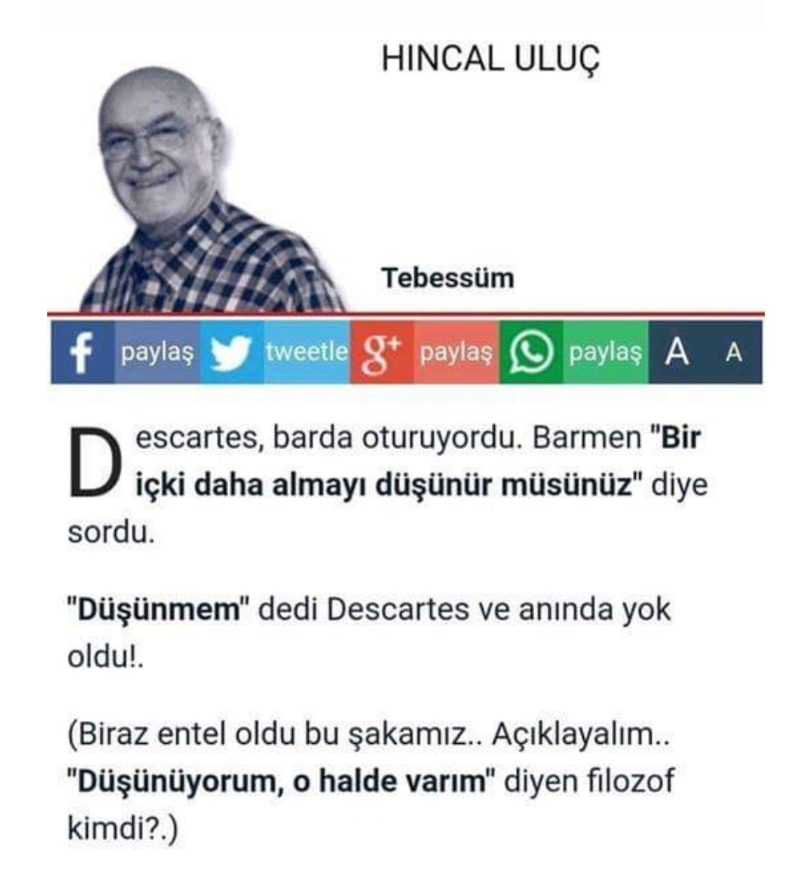 HINCAL ULUÇ
Tebessüm
f paylaş tweetle g+ paylaş paylaş A A
Descartes, barda oturuyordu. Barmen "Bir
içki daha almayı düşünür müsünüz" diye
sordu.
"Düşünmem" dedi Descartes ve anında yok
oldu!.
(Biraz entel oldu bu şakamız.. Açıklayalım..
"Düşünüyorum, o halde varım" diyen filozof
kimdi?.)